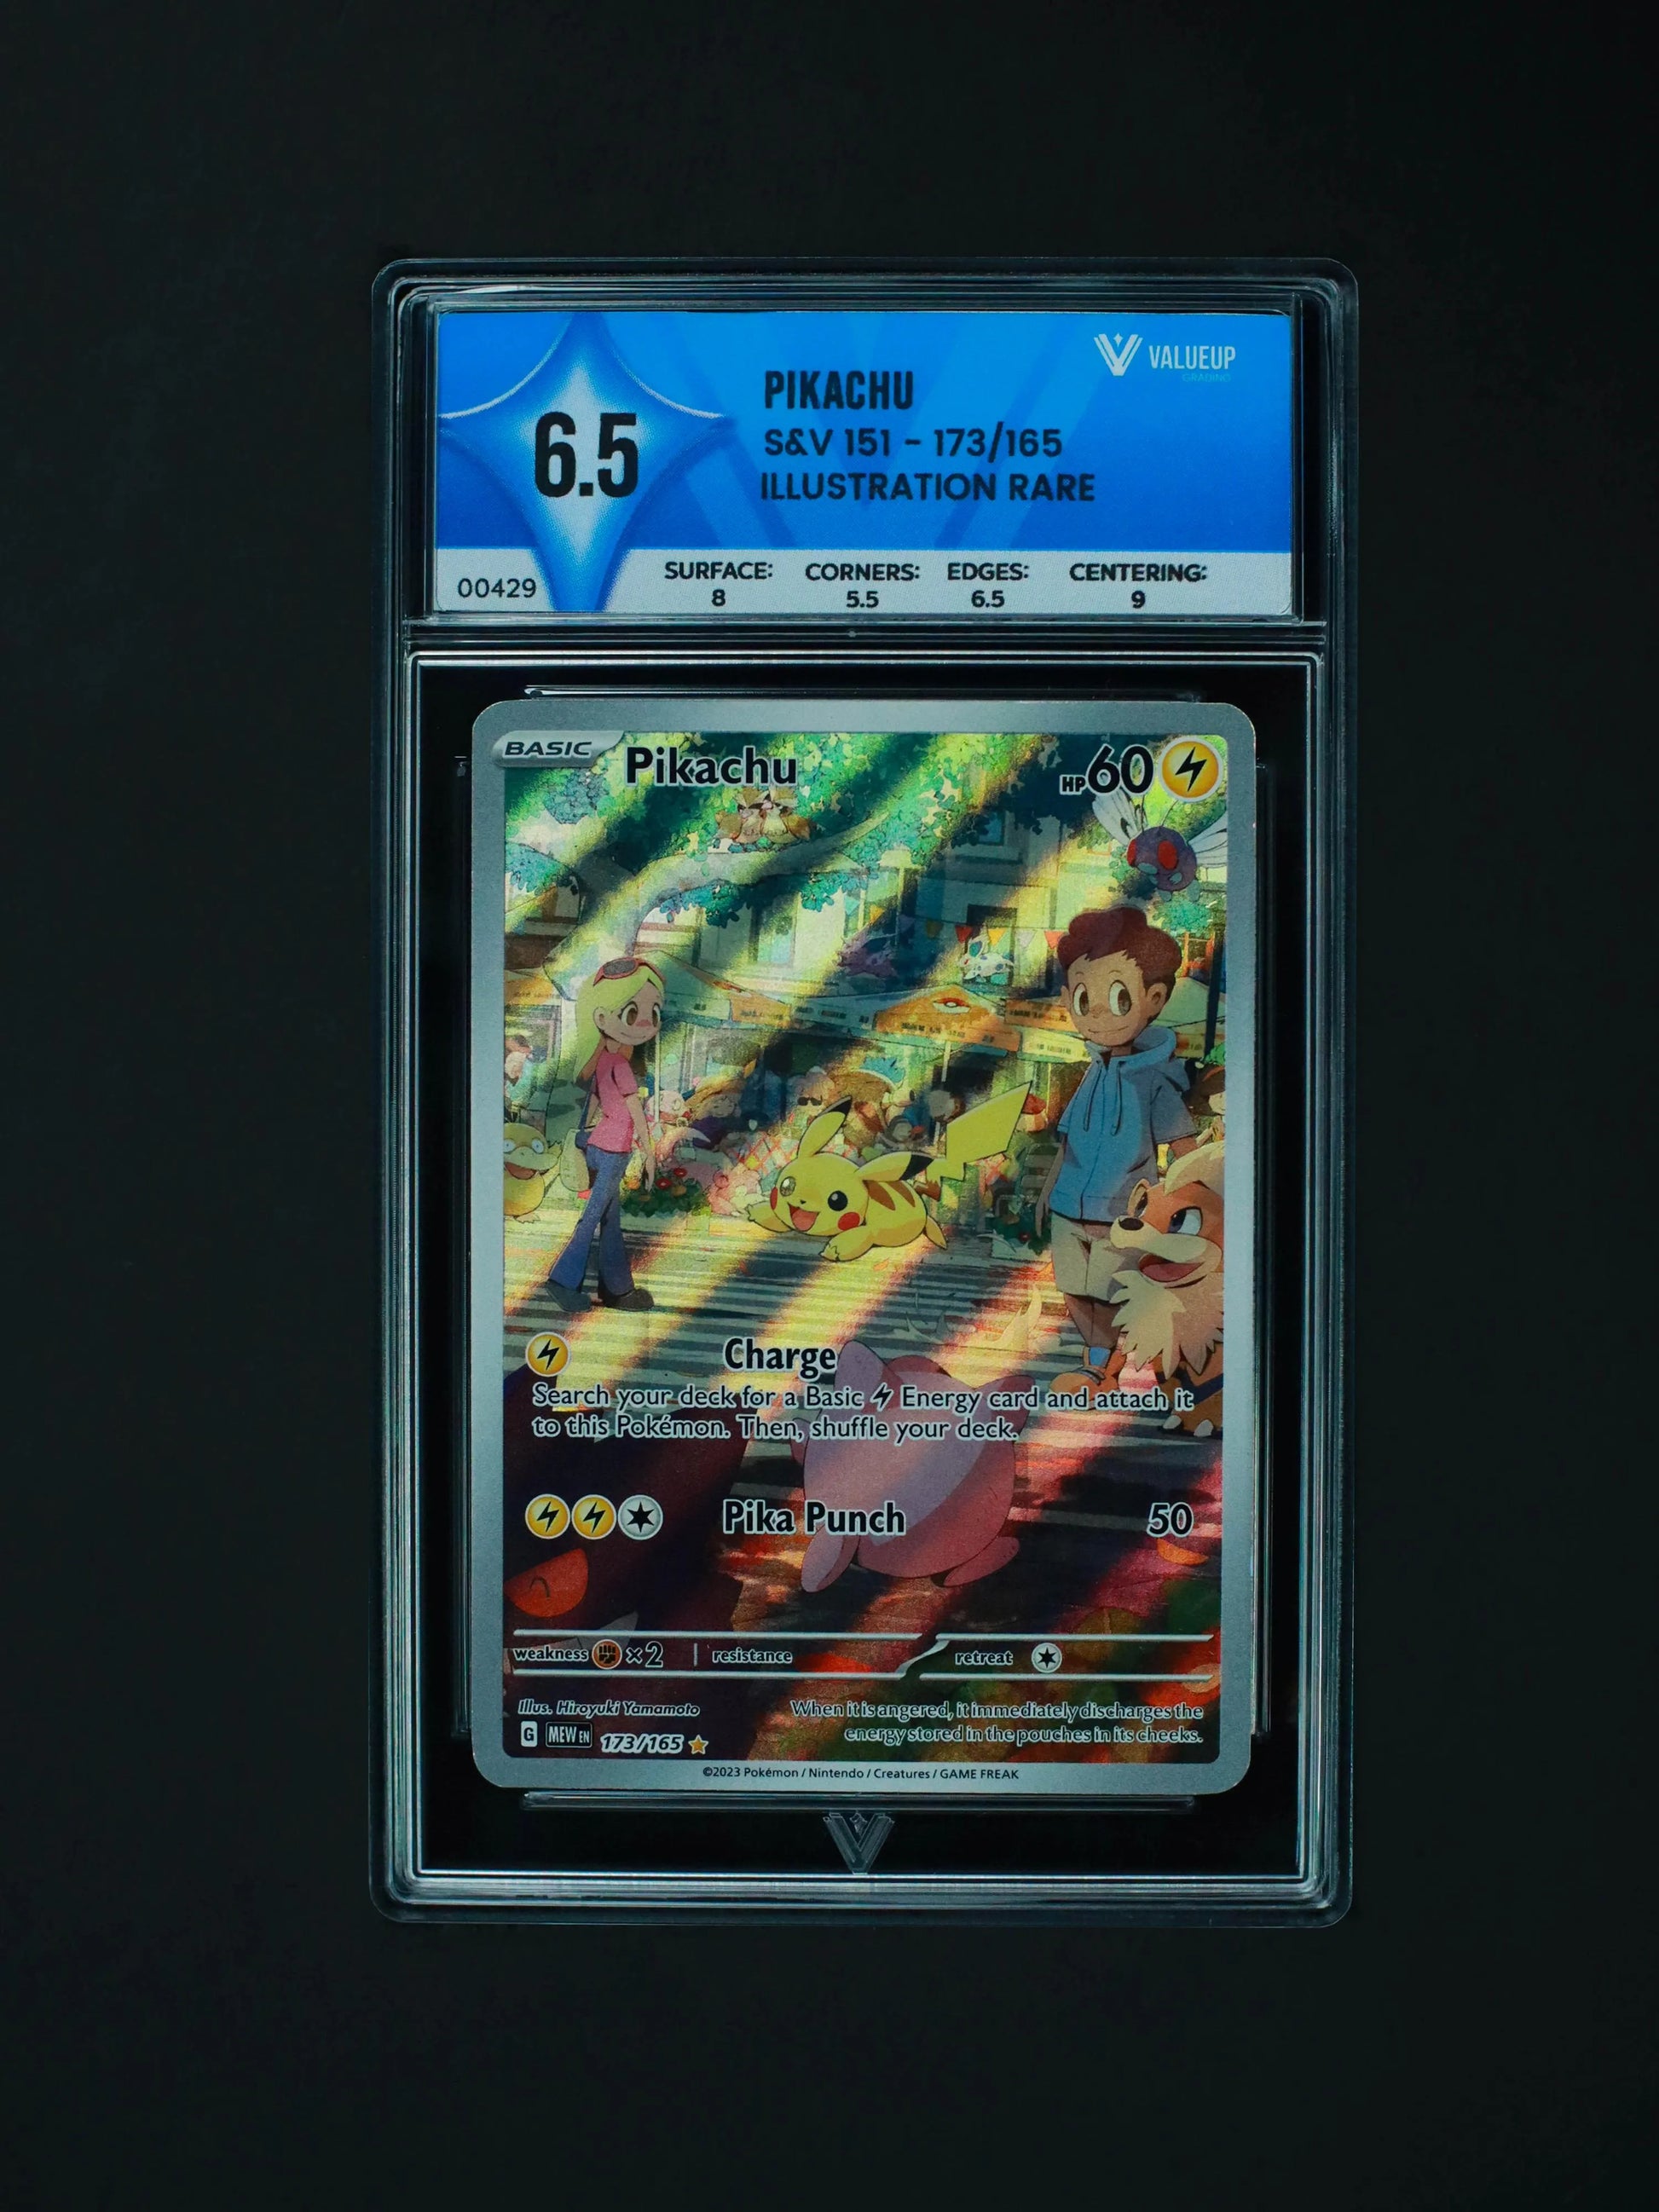 VALUEUP
GRADING
PIKACHU
S&V 151 - 173/165
ILLUSTRATION RARE
6.5
00429
SURFACE: CORNERS: EDGES: CENTERING:
8 5.5 6.5 9
BASIC Pikachu HP60
Charge
Search your deck for a Basic Energy card and attach it
to this Pokémon. Then, shuffle your deck.
Pika Punch 50
weakness ×2 resistance retreat
Illus. Hiroyuki Yamamoto
When it is angered, it immediately discharges the
energy stored in the pouches in its cheeks.
G MEW EN 173/165
©2023 Pokémon / Nintendo / Creatures / GAME FREAK